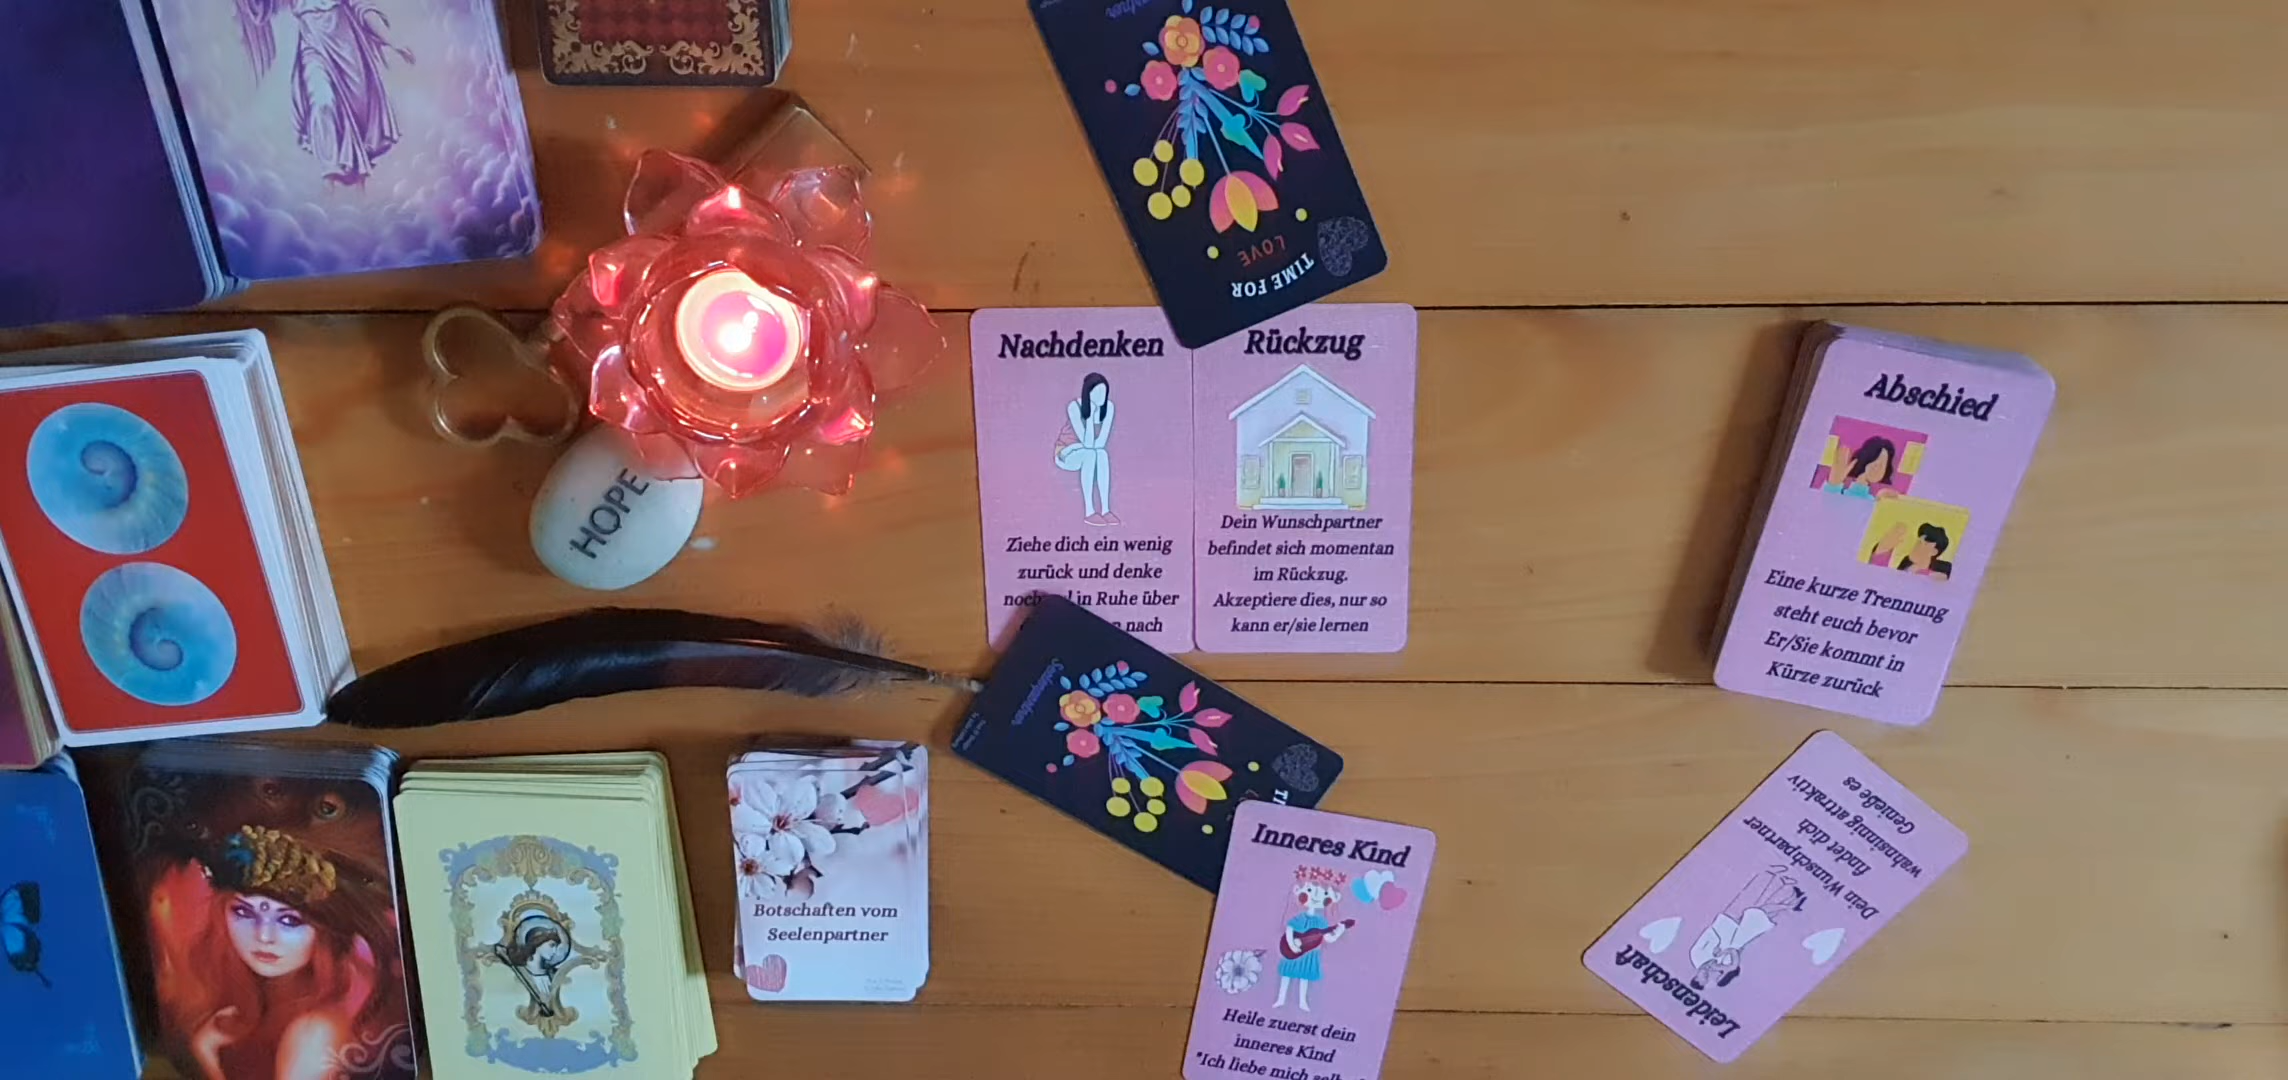 TIME FOR
LOVE
Nachdenken
Ziehe dich ein wenig
zurück und denke
in Ruhe über
nach
Rückzug
Dein Wunschpartner
befindet sich momentan
im Rückzug.
Akzeptiere dies, nur so
kann er/sie lernen
Abschied
Eine kurze Trennung
steht euch bevor
Er/Sie kommt in
Kürze zurück
HOPE
Botschaften vom
Seelenpartner
Inneres Kind
Heile zuerst dein
inneres Kind
"Ich liebe mich
Leidenschaft
Dein Wunschpartner
findet dich
wahnsinnig attraktiv
Genieße es